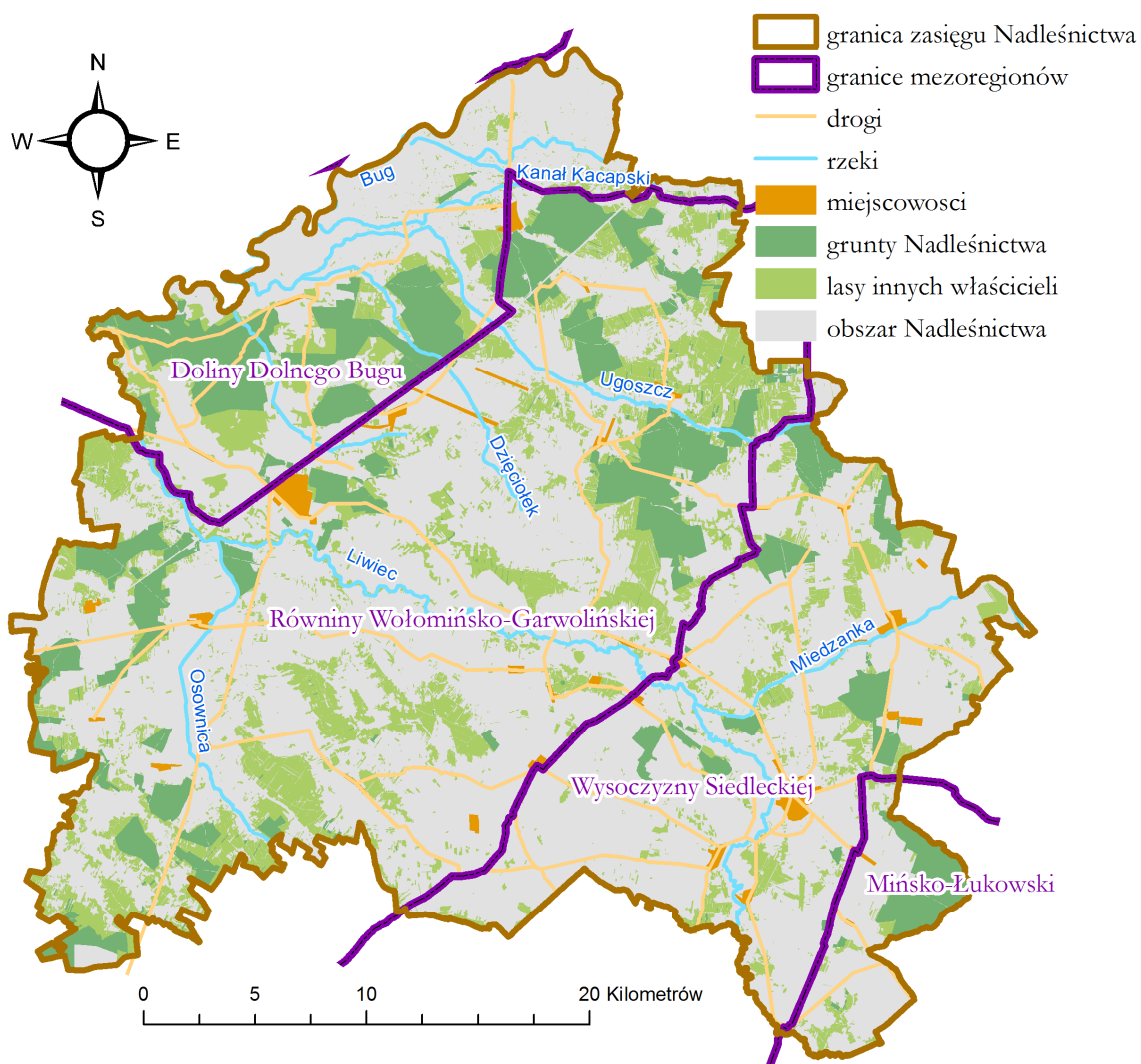 granica zasięgu Nadleśnictwa
granice mezoregionów
drogi
rzeki
miejscowosci
grunty Nadleśnictwa
lasy innych właścicieli
obszar Nadleśnictwa
N
W
E
S
Bug
Kanał Kacapski
Doliny Dolnego Bugu
Ugoszcz
Dzięciołek
Liwiec
Równiny Wołomińsko-Garwolińskiej
Miedzanka
Osownica
Wysoczyzny Siedleckiej
Mińsko-Łukowski
0 5 10 20 Kilometrów